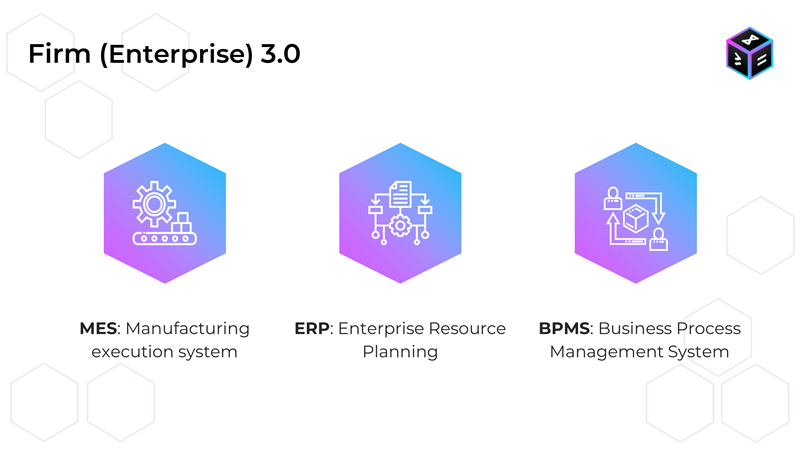 Firm (Enterprise) 3.0
MES: Manufacturing
execution system
ERP: Enterprise Resource
Planning
BPMS: Business Process
Management System